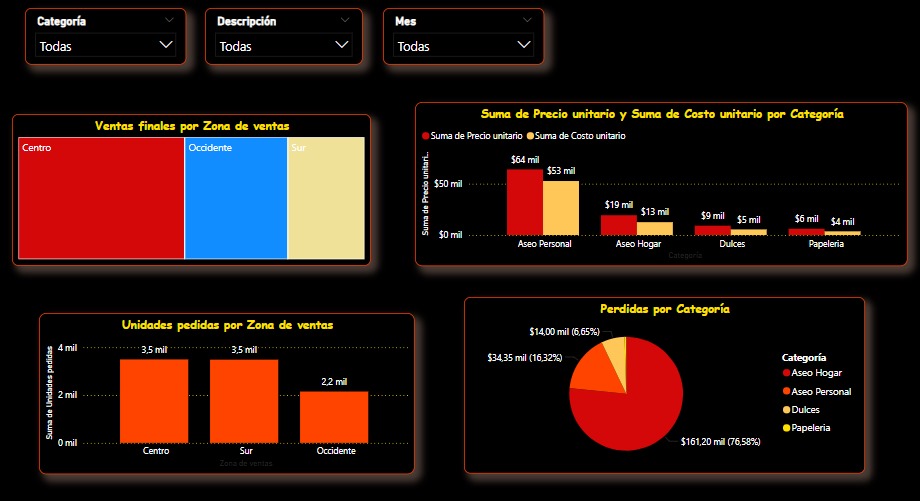 Categoría
Todas
Descripción
Todas
Mes
Todas
Ventas finales por Zona de ventas
Centro
Occidente
Sur
Suma de Precio unitario y Suma de Costo unitario por Categoría
Suma de Precio unitario
Suma de Costo unitario
Suma de Precio unitari...
$50 mil
$0 mil
$64 mil
$53 mil
$19 mil
$13 mil
$9 mil
$5 mil
$6 mil
$4 mil
Aseo Personal
Aseo Hogar
Dulces
Papeleria
Categoría
Unidades pedidas por Zona de ventas
Suma de Unidades pedidas
4 mil
2 mil
0 mil
3,5 mil
3,5 mil
2,2 mil
Centro
Sur
Occidente
Zona de ventas
Perdidas por Categoría
$14,00 mil (6,65%)
$34,35 mil (16,32%)
$161,20 mil (76,58%)
Categoría
Aseo Hogar
Aseo Personal
Dulces
Papeleria